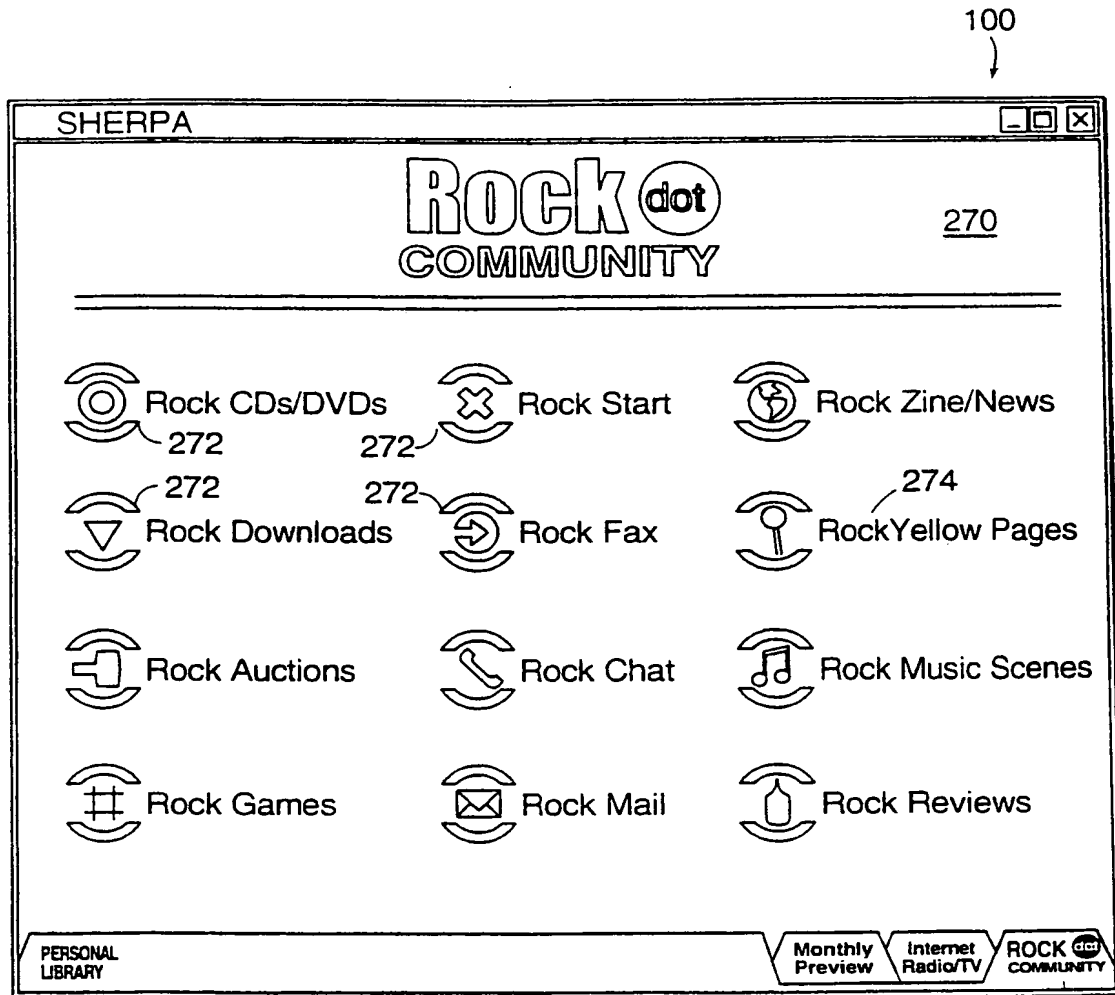 100
SHERPA
Rock dot
COMMUNITY
270
Rock CDs/DVDs
272
Rock Start
272
Rock Zine/News
272
Rock Downloads
272
Rock Fax
274
RockYellow Pages
Rock Auctions
Rock Chat
Rock Music Scenes
Rock Games
Rock Mail
Rock Reviews
PERSONAL
LIBRARY
Monthly
Preview
Internet
Radio/TV
ROCK dot
COMMUNITY